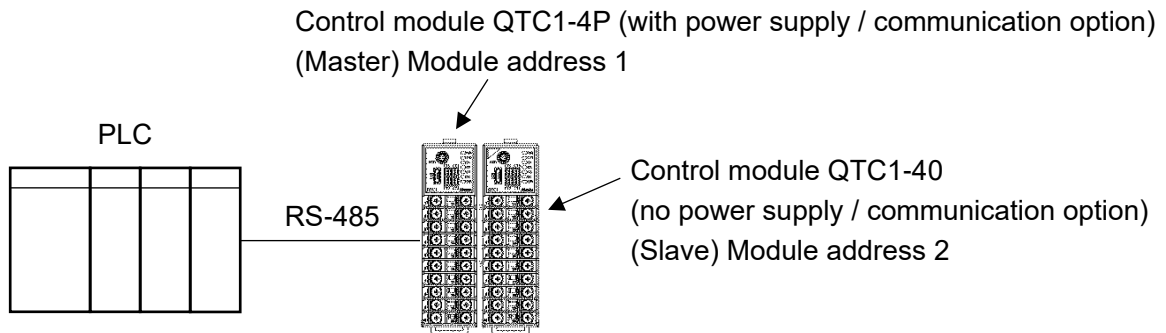 Control module QTC1-4P (with power supply / communication option)
(Master) Module address 1
PLC
RS-485
Control module QTC1-40
(no power supply / communication option)
(Slave) Module address 2